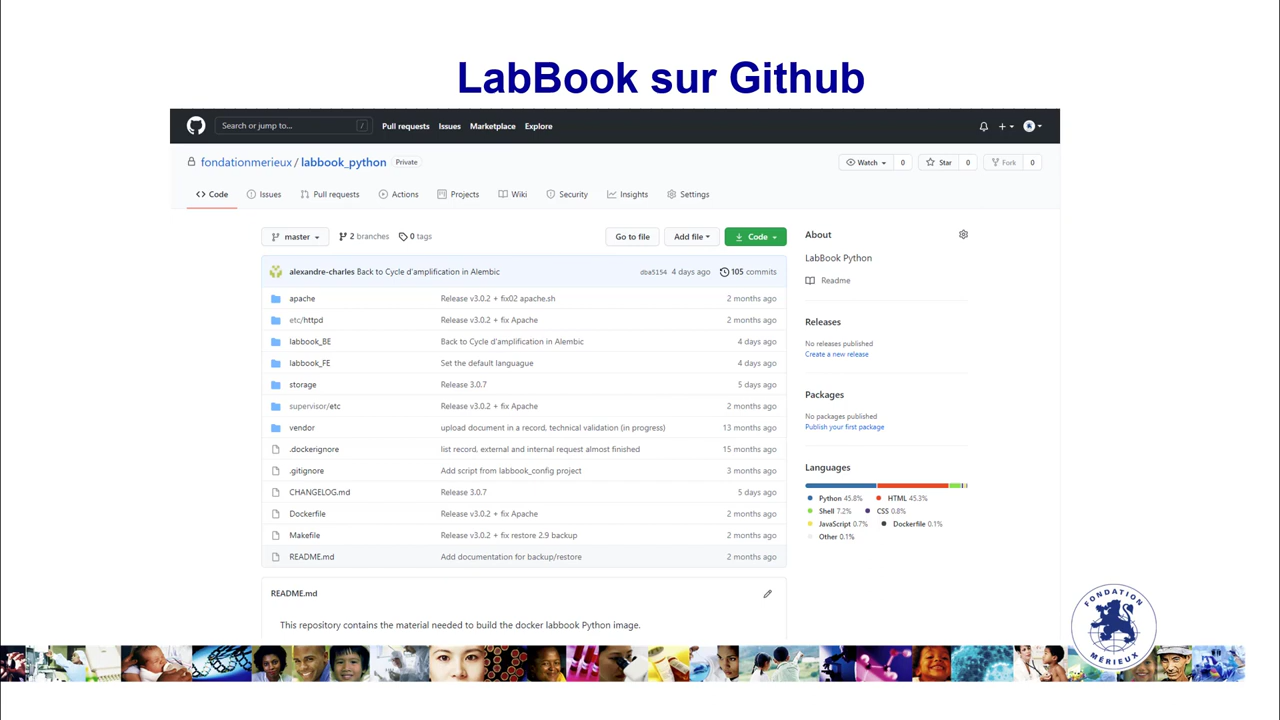 LabBook sur Github
Search or jump to... /
Pull requests Issues Marketplace Explore
fondationmerieux / labbook_python Private
Watch 0 Star 0 Fork 0
Code Issues Pull requests Actions Projects Wiki Security Insights Settings
master 2 branches 0 tags Go to file Add file Code
alexandre-charles Back to Cycle d'amplification in Alembic dba5154 4 days ago 105 commits
apache Release v3.0.2 + fix02 apache.sh 2 months ago
etc/httpd Release v3.0.2 + fix Apache 2 months ago
labbook_BE Back to Cycle d'amplification in Alembic 4 days ago
labbook_FE Set the default languague 4 days ago
storage Release 3.0.7 5 days ago
supervisor/etc Release v3.0.2 + fix Apache 2 months ago
vendor upload document in a record, technical validation (in progress) 13 months ago
.dockerignore list record, external and internal request almost finished 15 months ago
.gitignore Add script from labbook_config project 3 months ago
CHANGELOG.md Release 3.0.7 5 days ago
Dockerfile Release v3.0.2 + fix Apache 2 months ago
Makefile Release v3.0.2 + fix restore 2.9 backup 2 months ago
README.md Add documentation for backup/restore 2 months ago
README.md
This repository contains the material needed to build the docker labbook Python image.
About
LabBook Python
Readme
Releases
No releases published
Create a new release
Packages
No packages published
Publish your first package
Languages
Python 45.8% HTML 45.3%
Shell 7.2% CSS 0.8%
JavaScript 0.7% Dockerfile 0.1%
Other 0.1%
FONDATION
MÉRIEUX